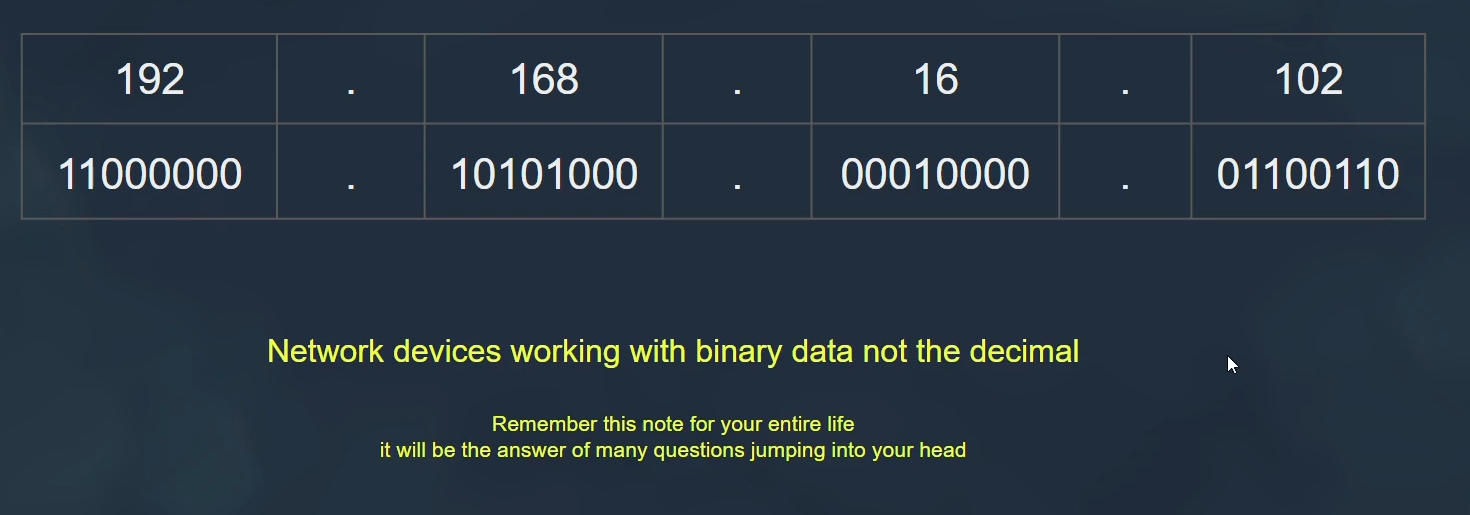 192 . 168 . 16 . 102
11000000 . 10101000 . 00010000 . 01100110
Network devices working with binary data not the decimal
Remember this note for your entire life
it will be the answer of many questions jumping into your head